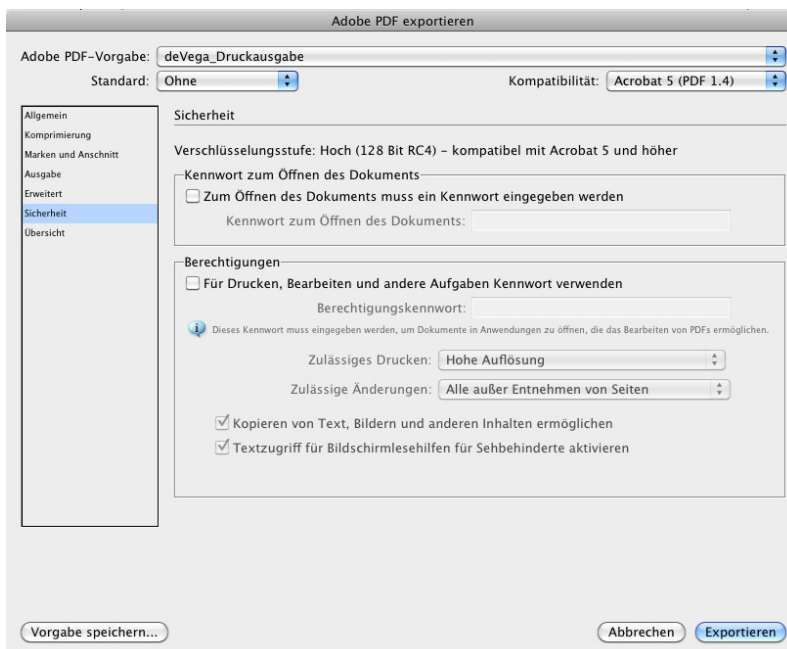 Adobe PDF exportieren
Adobe PDF-Vorgabe: deVega_Druckausgabe
Standard: Ohne Kompatibilität: Acrobat 5 (PDF 1.4)
Allgemein
Komprimierung
Marken und Anschnitt
Ausgabe
Erweitert
Sicherheit
Übersicht
Sicherheit
Verschlüsselungsstufe: Hoch (128 Bit RC4) – kompatibel mit Acrobat 5 und höher
Kennwort zum Öffnen des Dokuments
Zum Öffnen des Dokuments muss ein Kennwort eingegeben werden
Kennwort zum Öffnen des Dokuments:
Berechtigungen
Für Drucken, Bearbeiten und andere Aufgaben Kennwort verwenden
Berechtigungskennwort:
Dieses Kennwort muss eingegeben werden, um Dokumente in Anwendungen zu öffnen, die das Bearbeiten von PDFs ermöglichen.
Zulässiges Drucken: Hohe Auflösung
Zulässige Änderungen: Alle außer Entnehmen von Seiten
Kopieren von Text, Bildern und anderen Inhalten ermöglichen
Textzugriff für Bildschirmlesehilfen für Sehbehinderte aktivieren
Vorgabe speichern... Abbrechen Exportieren